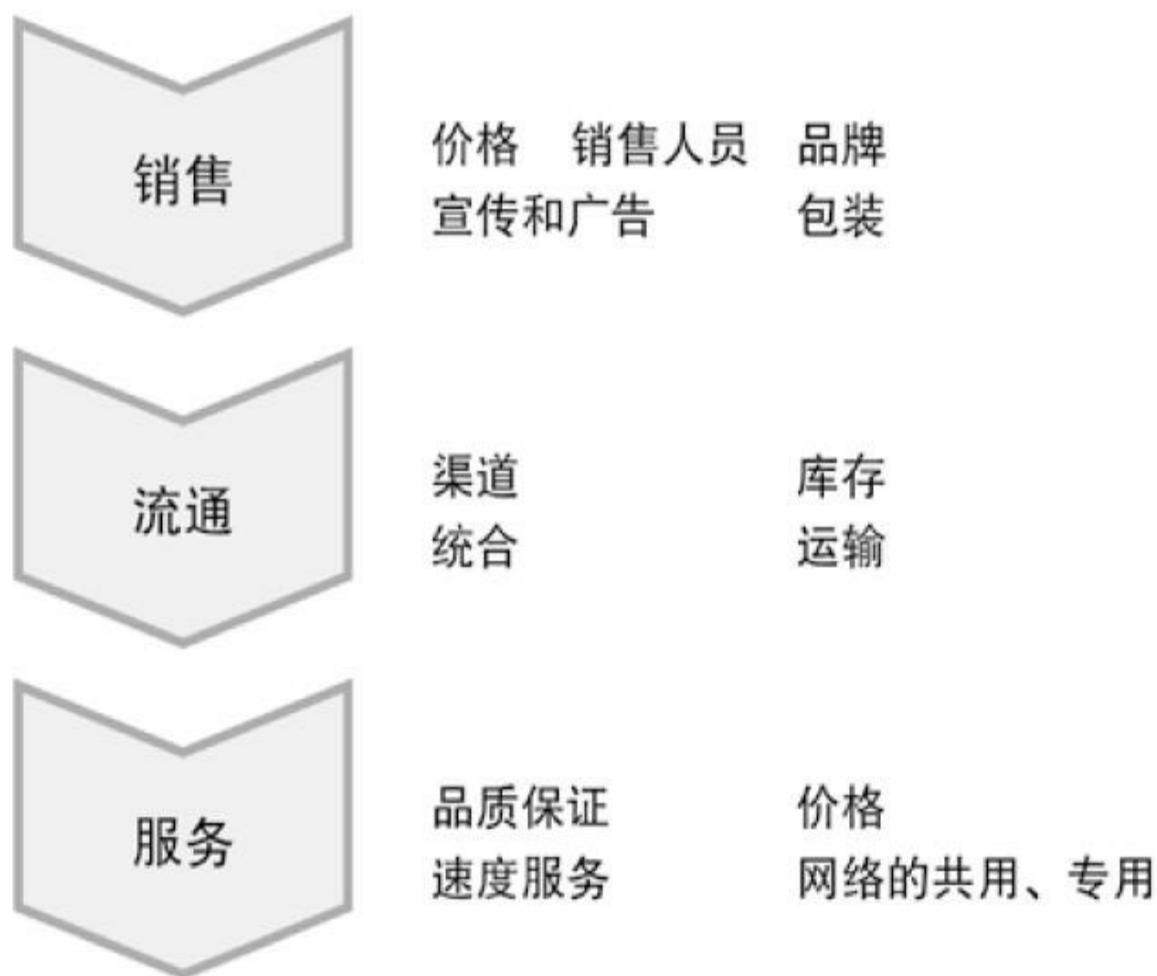 销售
价格 销售人员 品牌
宣传和广告 包装
流通
渠道 库存
统合 运输
服务
品质保证 价格
速度服务 网络的共用、专用